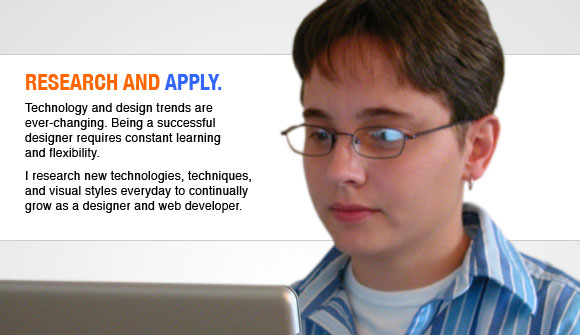 RESEARCH AND APPLY.
Technology and design trends are
ever-changing. Being a successful
designer requires constant learning
and flexibility.
I research new technologies, techniques,
and visual styles everyday to continually
grow as a designer and web developer.